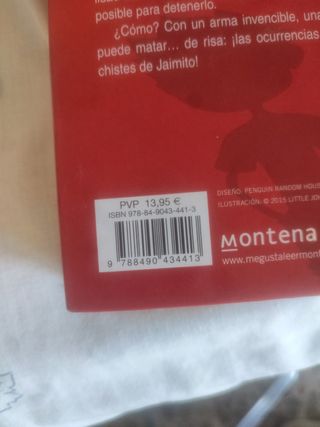 posible para detenerlo.
¿Cómo? Con un arma invencible, una
puede matar... de risa: ¡las ocurrencias
chistes de Jaimito!
DISEÑO: PENGUIN RANDOM HOUS
ILUSTRACIÓN: © 2015 LITTLE JO
PVP 13,95 €
ISBN 978-84-9043-441-3
9 788490 434413
Montena
www.megustaleermont